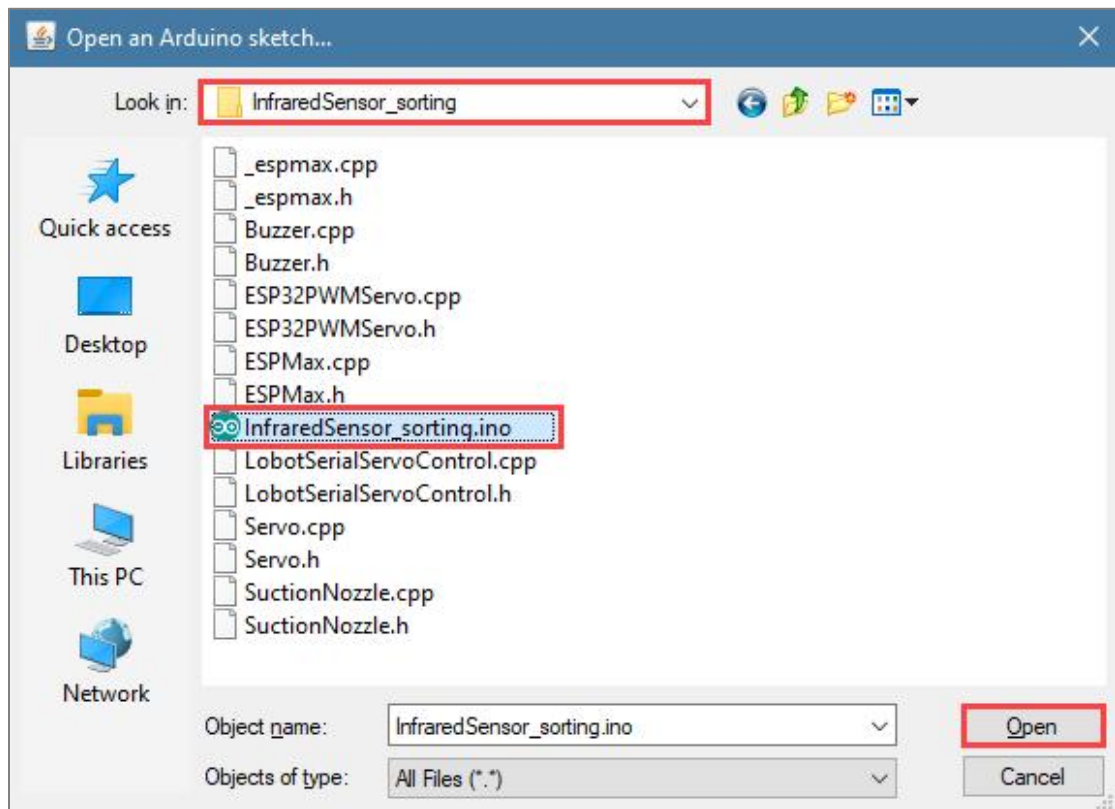 Open an Arduino sketch...
Look in: InfraredSensor_sorting
Quick access
Desktop
Libraries
This PC
Network
_espmax.cpp
_espmax.h
Buzzer.cpp
Buzzer.h
ESP32PWMServo.cpp
ESP32PWMServo.h
ESPMax.cpp
ESPMax.h
InfraredSensor_sorting.ino
LobotSerialServoControl.cpp
LobotSerialServoControl.h
Servo.cpp
Servo.h
SuctionNozzle.cpp
SuctionNozzle.h
Object name: InfraredSensor_sorting.ino Open
Objects of type: All Files (*.*) Cancel